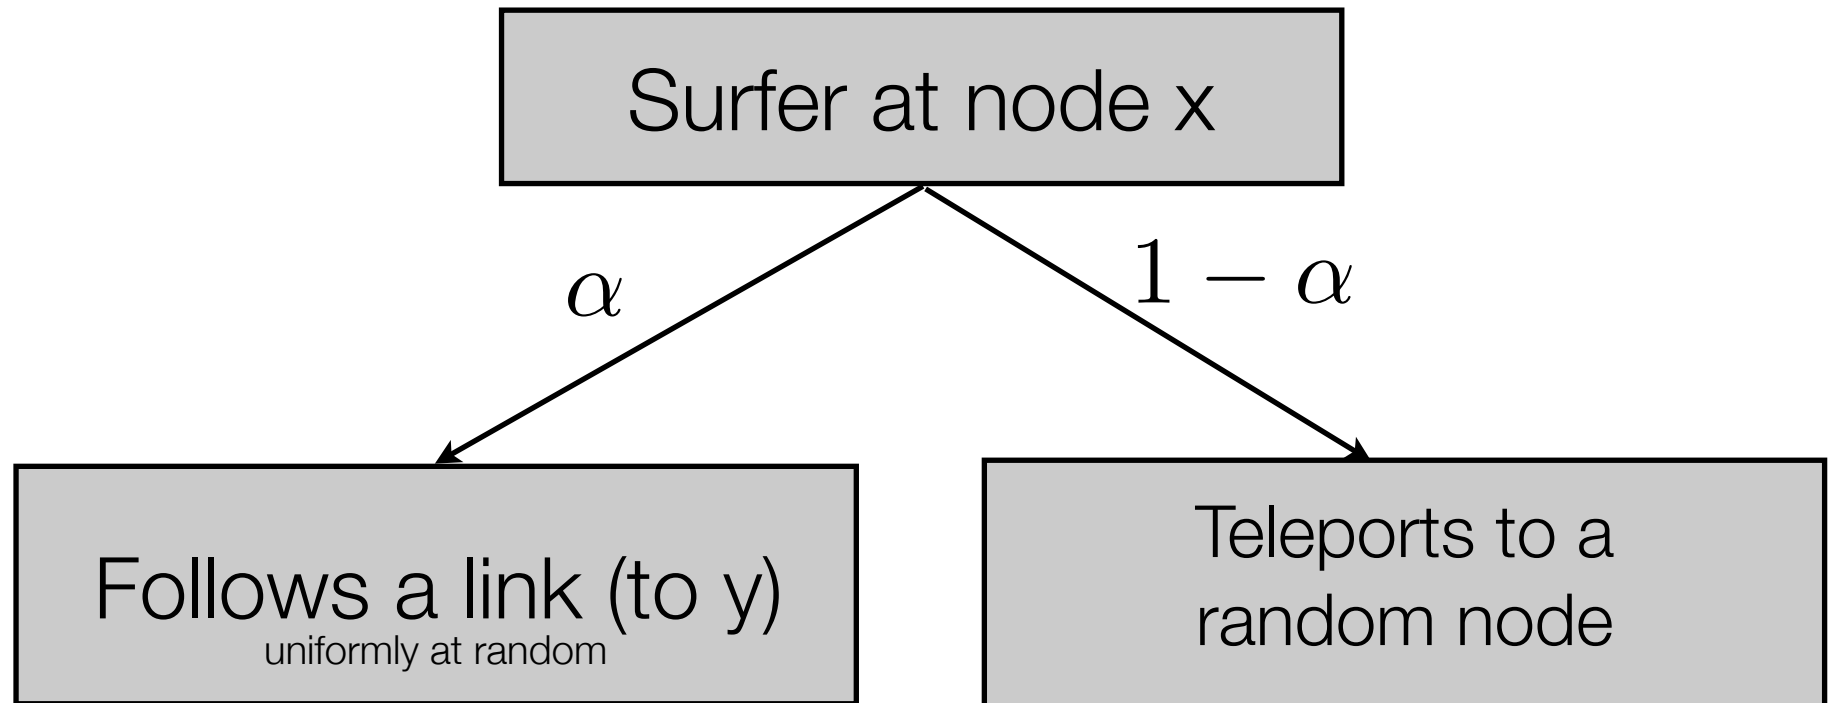 Surfer at node x
α
1 − α
Follows a link (to y)
uniformly at random
Teleports to a
random node